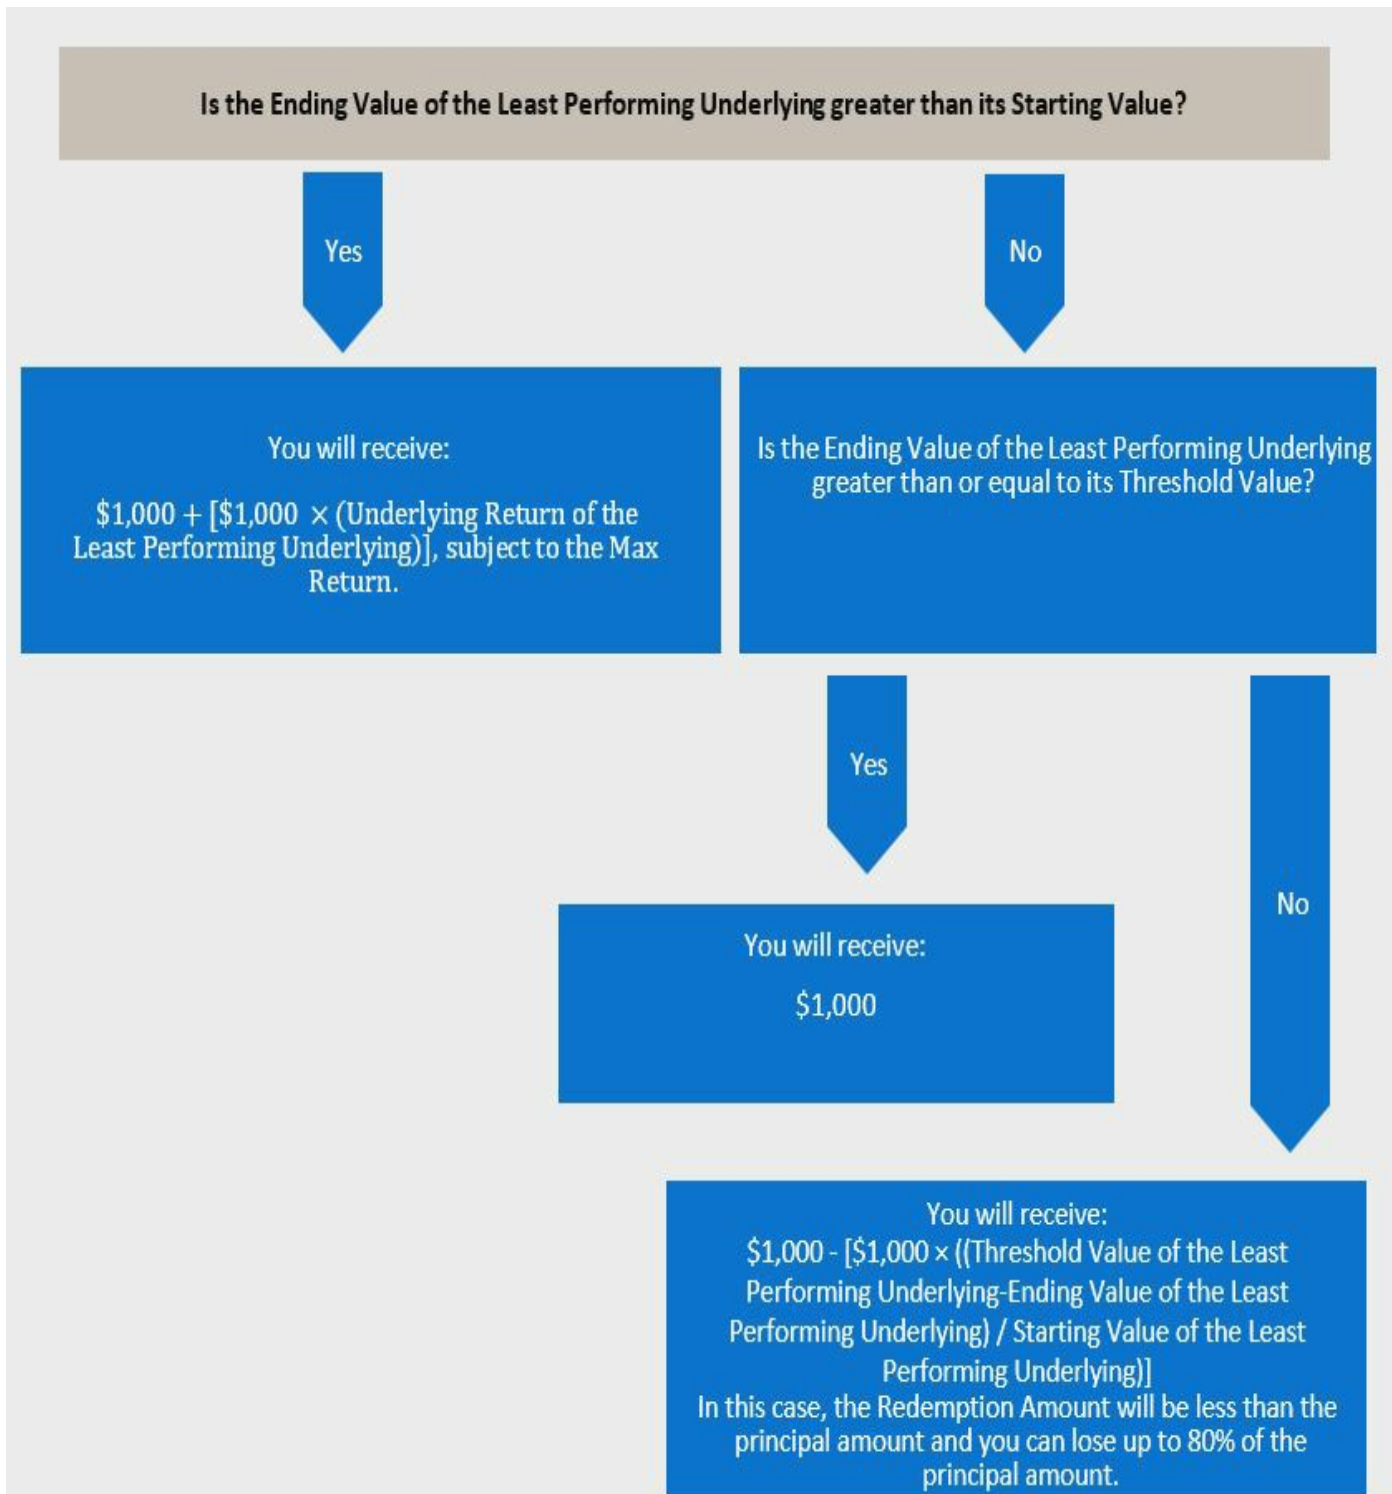 Is the Ending Value of the Least Performing Underlying greater than its Starting Value?
Yes
No
You will receive:
$1,000 + [$1,000 × (Underlying Return of the
Least Performing Underlying)], subject to the Max
Return.
Is the Ending Value of the Least Performing Underlying
greater than or equal to its Threshold Value?
Yes
No
You will receive:
$1,000
You will receive:
$1,000 - [$1,000 × ((Threshold Value of the Least
Performing Underlying-Ending Value of the Least
Performing Underlying) / Starting Value of the Least
Performing Underlying)]
In this case, the Redemption Amount will be less than the
principal amount and you can lose up to 80% of the
principal amount.